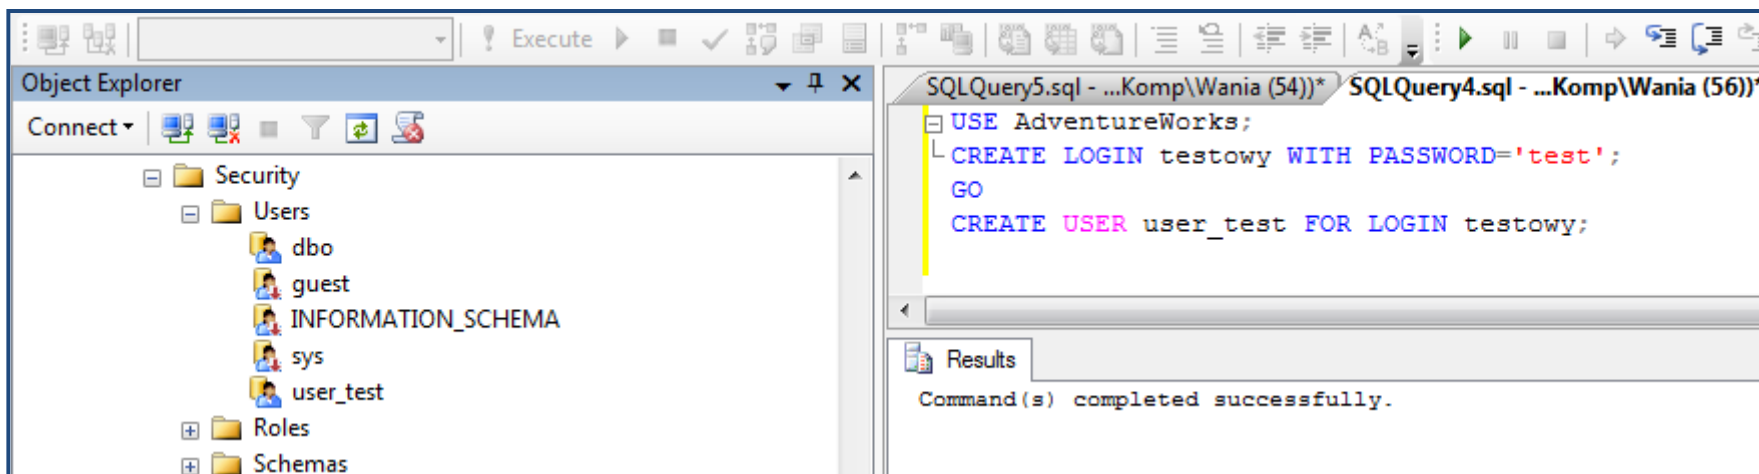 Execute
Object Explorer
Connect
Security
Users
dbo
guest
INFORMATION_SCHEMA
sys
user_test
Roles
Schemas
SQLQuery5.sql - ...Komp\Wania (54))* SQLQuery4.sql - ...Komp\Wania (56))*
USE AdventureWorks;
CREATE LOGIN testowy WITH PASSWORD='test';
GO
CREATE USER user_test FOR LOGIN testowy;
Results
Command(s) completed successfully.